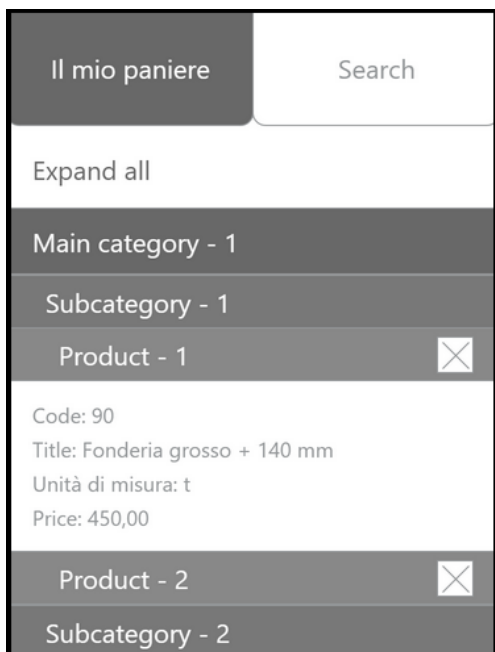 Il mio paniere
Search
Expand all
Main category - 1
Subcategory - 1
Product - 1
Code: 90
Title: Fonderia grosso + 140 mm
Unità di misura: t
Price: 450,00
Product - 2
Subcategory - 2